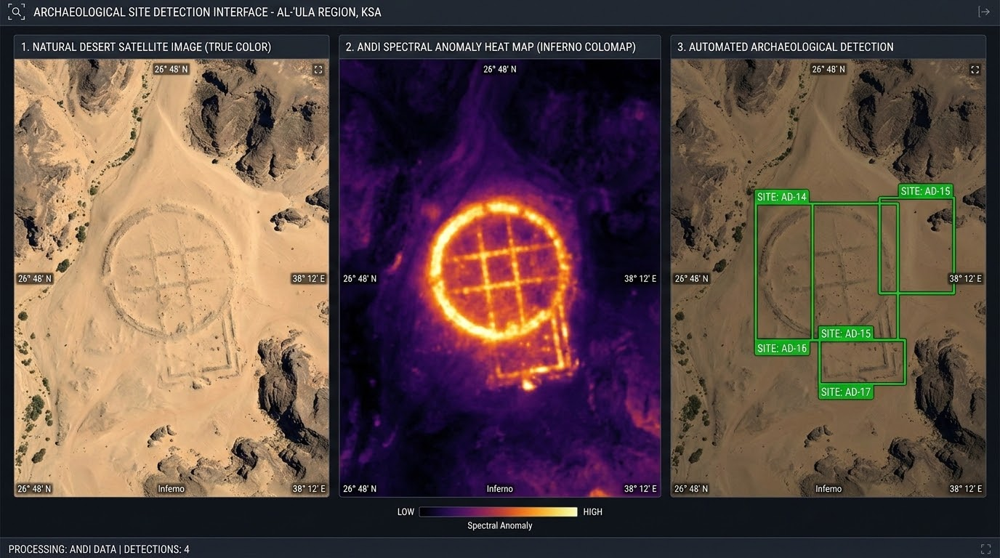 ARCHAEOLOGICAL SITE DETECTION INTERFACE - AL-'ULA REGION, KSA
1. NATURAL DESERT SATELLITE IMAGE (TRUE COLOR)
26° 48' N
26° 48' N
38° 12' E
26° 48' N
Inferno
38° 12' E
2. ANDI SPECTRAL ANOMALY HEAT MAP (INFERNO COLOMAP)
26° 48' N
26° 48' N
38° 12' E
26° 48' N
Inferno
38° 12' E
3. AUTOMATED ARCHAEOLOGICAL DETECTION
26° 48' N
SITE: AD-15
SITE: AD-14
26° 48' N
38° 12' E
SITE: AD-15
SITE: AD-16
SITE: AD-17
26° 48' N
Inferno
38° 12' E
LOW
HIGH
Spectral Anomaly
PROCESSING: ANDI DATA | DETECTIONS: 4